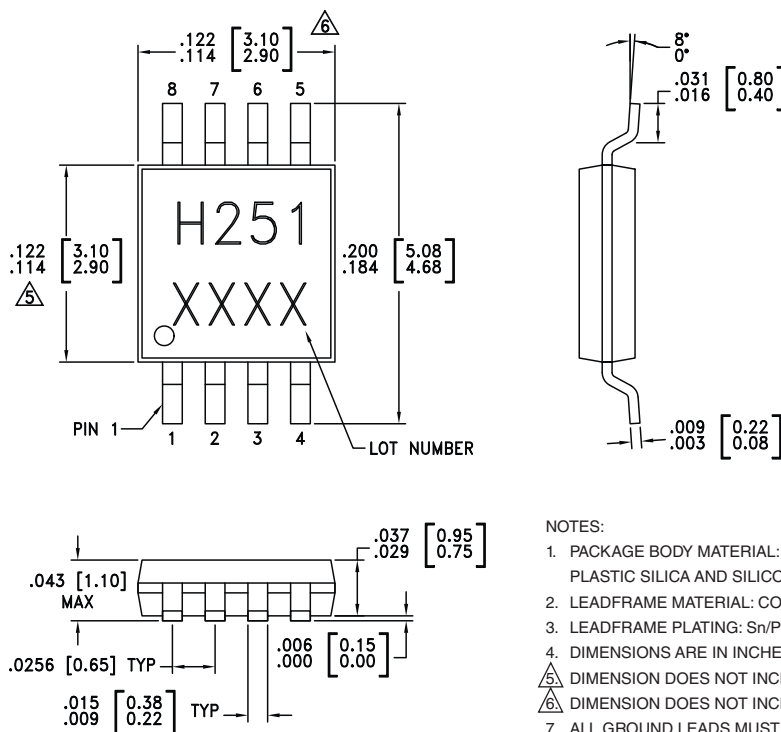 .122 [3.10]
.114 [2.90]
6
8 7 6 5
H251
XXXX
.122 [3.10]
.114 [2.90]
5
.200 [5.08]
.184 [4.68]
PIN 1
1 2 3 4
LOT NUMBER
8°
0°
.031 [0.80]
.016 [0.40]
.009 [0.22]
.003 [0.08]
.043 [1.10]
MAX
.037 [0.95]
.029 [0.75]
.0256 [0.65] TYP
.006 [0.15]
.000 [0.00]
.015 [0.38]
.009 [0.22]
TYP
NOTES:
1. PACKAGE BODY MATERIAL:
PLASTIC SILICA AND SILICO
2. LEADFRAME MATERIAL: CO
3. LEADFRAME PLATING: Sn/P
4. DIMENSIONS ARE IN INCHE
5. DIMENSION DOES NOT INC
6. DIMENSION DOES NOT INC
7. ALL GROUND LEADS MUST